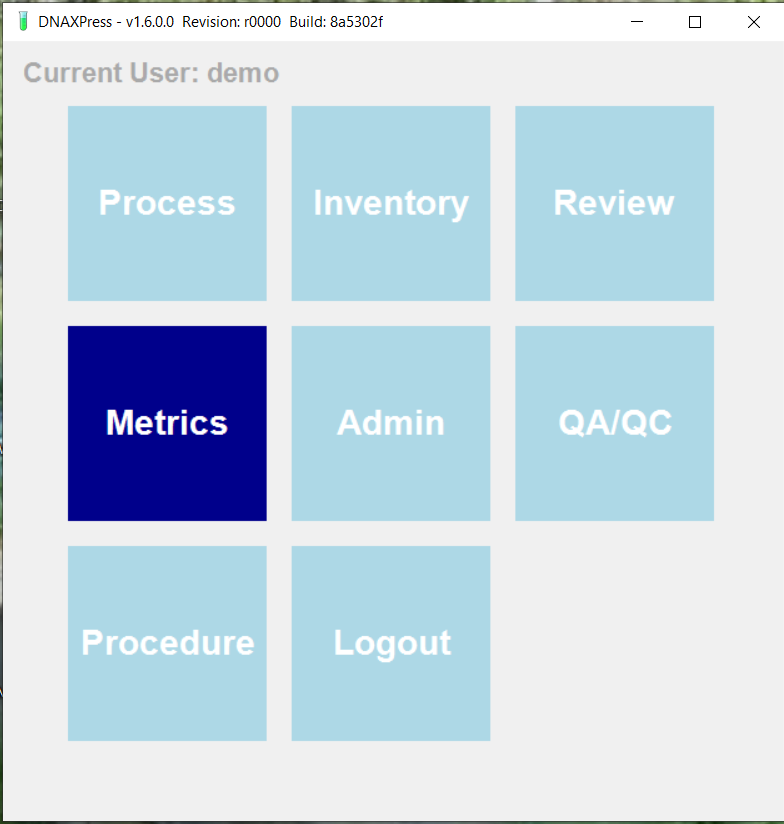 DNAXPress - v1.6.0.0 Revision: r0000 Build: 8a5302f
Current User: demo
Process Inventory Review
Metrics Admin QA/QC
Procedure Logout